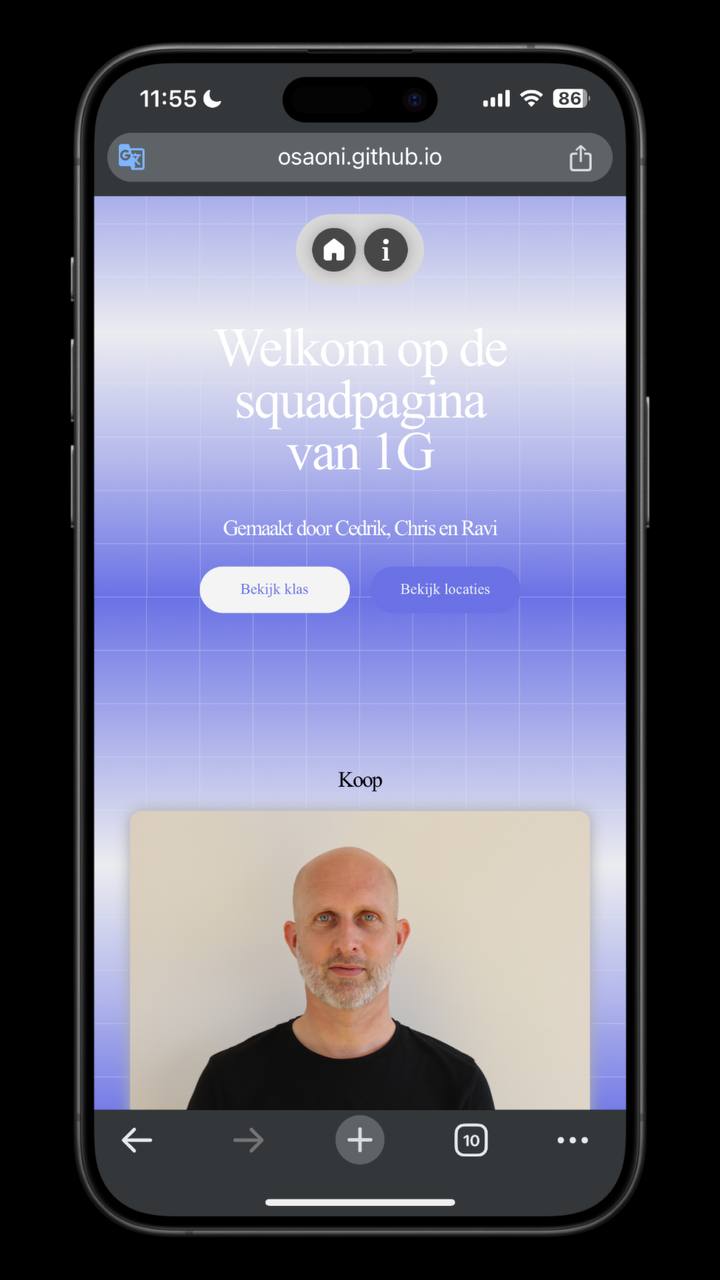 11:55
86
osaoni.github.io
i
Welkom op de
squadpagina
van 1G
Gemaakt door Cedrik, Chris en Ravi
Bekijk klas
Bekijk locaties
Koop
10